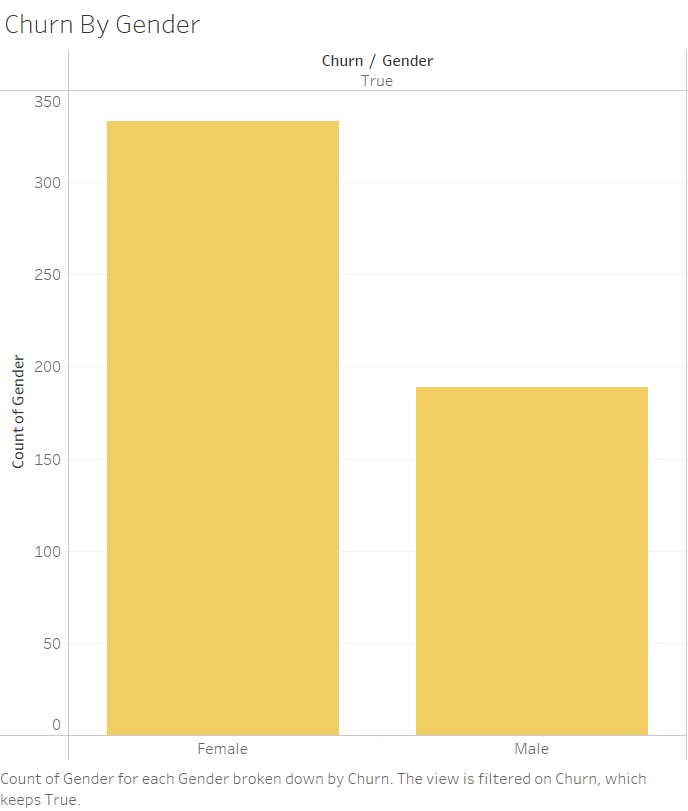 Churn By Gender
Churn / Gender
True
350
300
250
200
150
100
50
0
Count of Gender
Female
Male
Count of Gender for each Gender broken down by Churn. The view is filtered on Churn, which
keeps True.